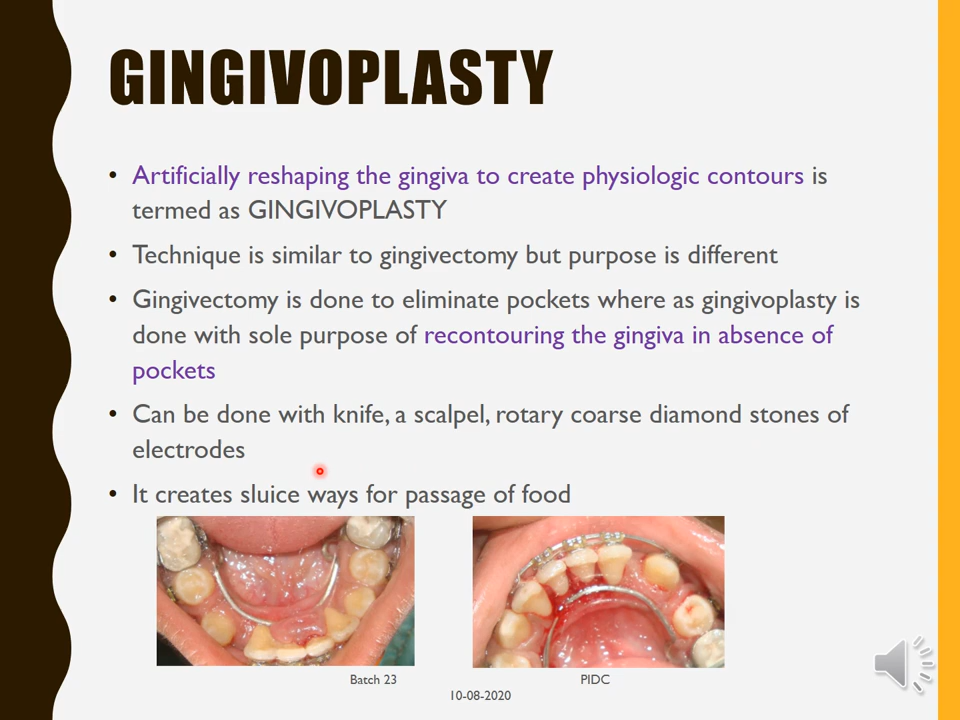 GINGIVOPLASTY
• Artificially reshaping the gingiva to create physiologic contours is
termed as GINGIVOPLASTY
• Technique is similar to gingivectomy but purpose is different
• Gingivectomy is done to eliminate pockets where as gingivoplasty is
done with sole purpose of recontouring the gingiva in absence of
pockets
• Can be done with knife, a scalpel, rotary coarse diamond stones of
electrodes
• It creates sluice ways for passage of food
Batch 23
PIDC
10-08-2020